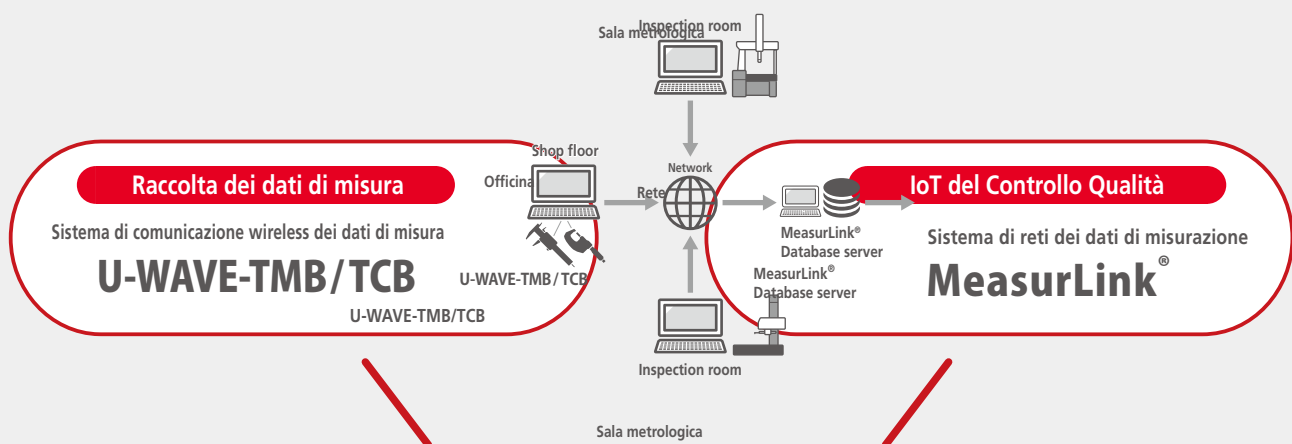 Inspection room
Sala metrologica
Shop floor
Network
Raccolta dei dati di misura
Officina
Rete
IoT del Controllo Qualità
Sistema di comunicazione wireless dei dati di misura
MeasurLink®
Database server
Sistema di reti dei dati di misurazione
U-WAVE-TMB/TCB
U-WAVE-TMB/TCB
MeasurLink®
Database server
MeasurLink®
U-WAVE-TMB/TCB
Inspection room
Sala metrologica